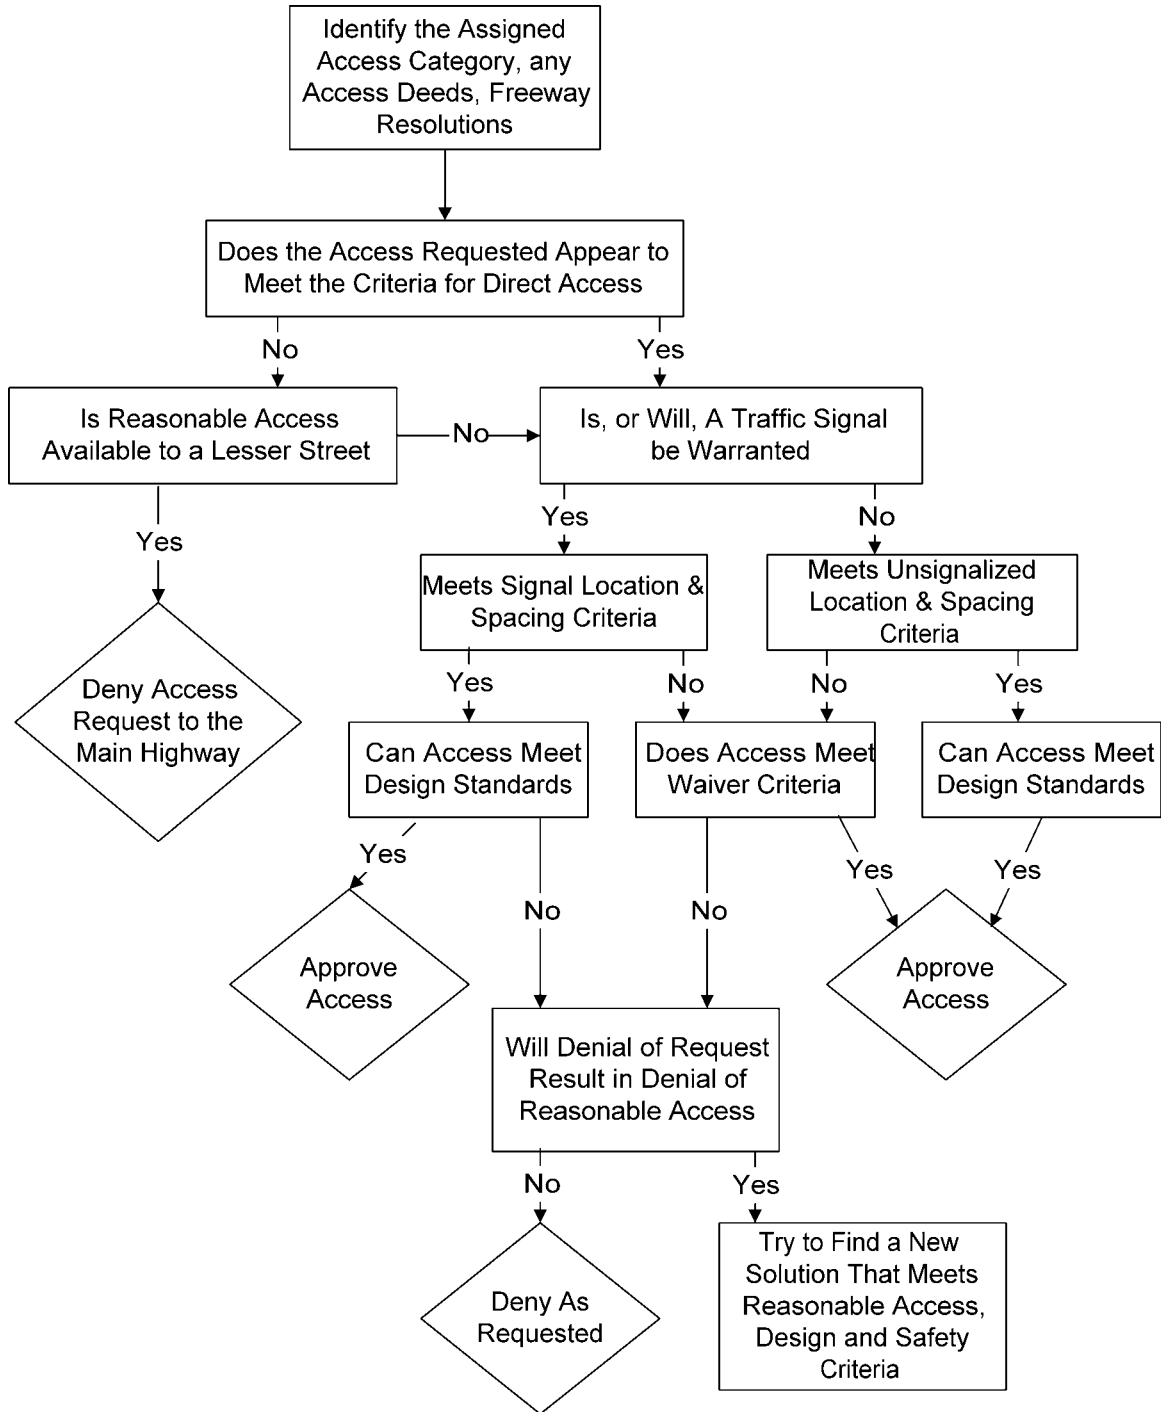 Identify the Assigned
Access Category, any
Access Deeds, Freeway
Resolutions
Does the Access Requested Appear to
Meet the Criteria for Direct Access
No
Yes
Is Reasonable Access
Available to a Lesser Street
No
Is, or Will, A Traffic Signal
be Warranted
Yes
Yes
No
Meets Signal Location &
Spacing Criteria
Meets Unsignalized
Location & Spacing
Criteria
Deny Access
Request to the
Main Highway
Yes
No
No
Yes
Can Access Meet
Design Standards
Does Access Meet
Waiver Criteria
Can Access Meet
Design Standards
Yes
No
No
Yes
Yes
Approve
Access
Approve
Access
Will Denial of Request
Result in Denial of
Reasonable Access
No
Yes
Deny As
Requested
Try to Find a New
Solution That Meets
Reasonable Access,
Design and Safety
Criteria